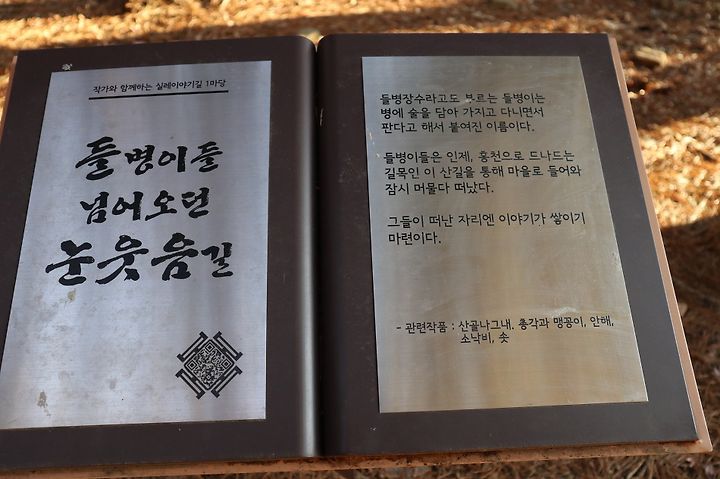 작가와 함께하는 실레이야기길 1마당
들병이들
넘어오던
눈웃음길
들병장수라고도 부르는 들병이는
병에 술을 담아 가지고 다니면서
판다고 해서 붙여진 이름이다.
들병이들은 인제, 홍천으로 드나드는
길목인 이 산길을 통해 마을로 들어와
잠시 머물다 떠났다.
그들이 떠난 자리엔 이야기가 쌓이기
마련이다.
- 관련작품 : 산골나그내. 총각과 맹꽁이, 안해,
소낙비, 솟